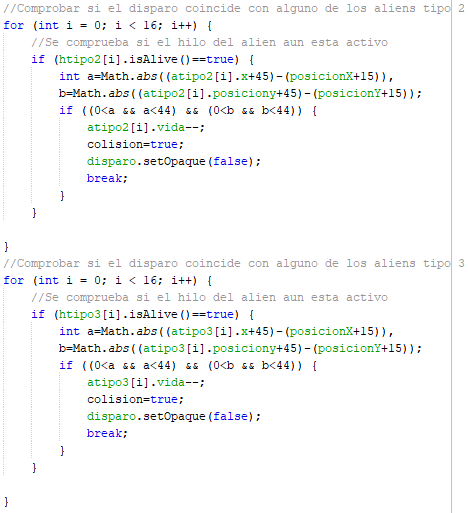 //Comprobar si el disparo coincide con alguno de los aliens tipo 2
for (int i = 0; i < 16; i++) {
//Se comprueba si el hilo del alien aun esta activo
if (htipo2[i].isAlive()==true) {
int a=Math.abs((atipo2[i].x+45)-(posicionX+15)),
b=Math.abs((atipo2[i].posiciony+45)-(posicionY+15));
if ((0<a && a<44) && (0<b && b<44)) {
atipo2[i].vida--;
colision=true;
disparo.setOpaque(false);
break;
}
}
}
//Comprobar si el disparo coincide con alguno de los aliens tipo 3
for (int i = 0; i < 16; i++) {
//Se comprueba si el hilo del alien aun esta activo
if (htipo3[i].isAlive()==true) {
int a=Math.abs((atipo3[i].x+45)-(posicionX+15)),
b=Math.abs((atipo3[i].posiciony+45)-(posicionY+15));
if ((0<a && a<44) && (0<b && b<44)) {
atipo3[i].vida--;
colision=true;
disparo.setOpaque(false);
break;
}
}
}